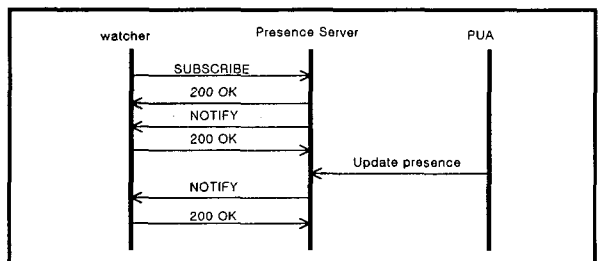 watcher
Presence Server
PUA
SUBSCRIBE
200 OK
NOTIFY
200 OK
Update presence
NOTIFY
200 OK